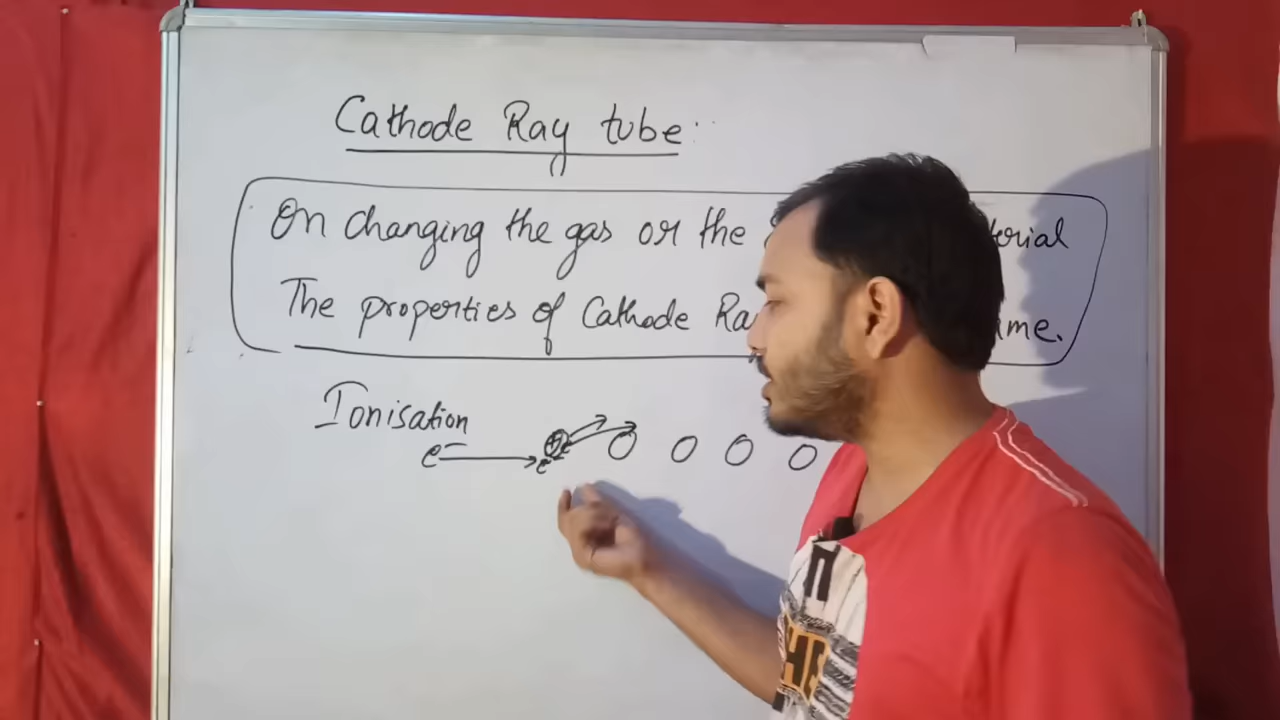 Cathode Ray tube:
On changing the gas or the
The properties of Cathode
Ionisation
e⁻